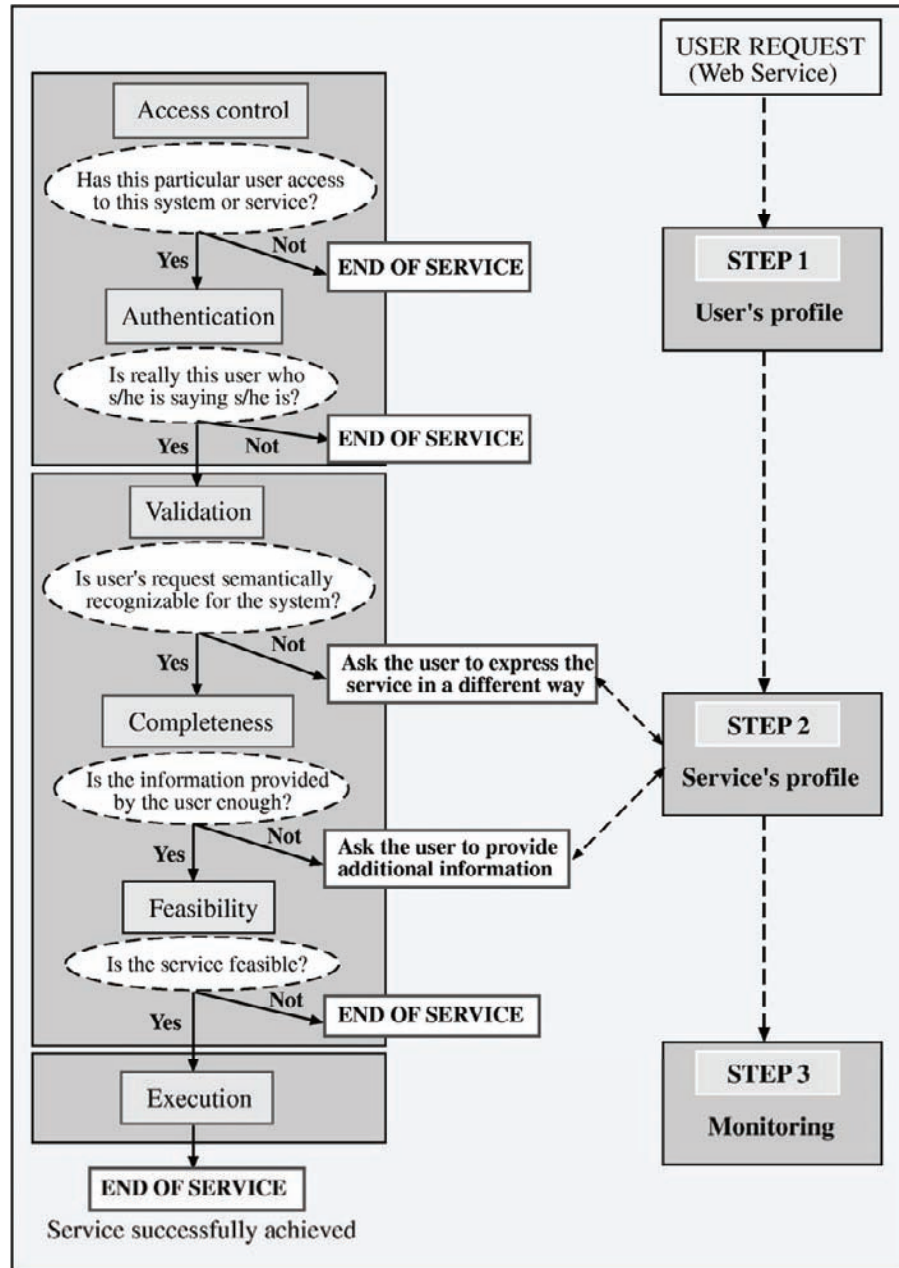 USER REQUEST
(Web Service)
Access control
Has this particular user access
to this system or service?
Not
Yes
END OF SERVICE
STEP 1
User's profile
Authentication
Is really this user who
s/he is saying s/he is?
Yes
Not
END OF SERVICE
Validation
Is user's request semantically
recognizable for the system?
Not
Yes
Ask the user to express the
service in a different way
STEP 2
Service's profile
Completeness
Is the information provided
by the user enough?
Not
Yes
Ask the user to provide
additional information
Feasibility
Is the service feasible?
Not
Yes
END OF SERVICE
STEP 3
Monitoring
Execution
END OF SERVICE
Service successfully achieved